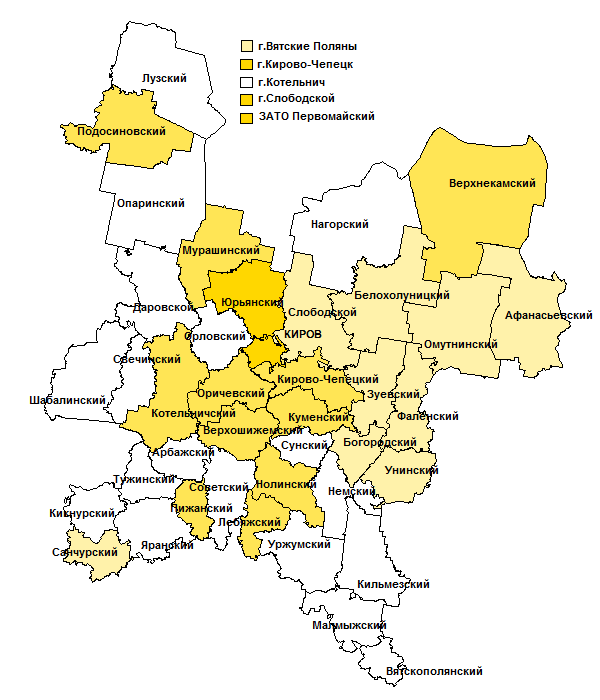 г.Вятские Поляны
г.Кирово-Чепецк
г.Котельнич
г.Слободской
ЗАТО Первомайский
Лузский
Подосиновский
Опаринский
Верхнекамский
Нагорский
Мурашинский
Юрьянский
Белохолуницкий
Даровской
Слободской
Афанасьевский
Орловский
КИРОВ
Омутнинский
Свечинский
Кирово-Чепецкий
Шабалинский
Оричевский
Зуевский
Котельничский
Куменский
Фаленский
Верхошижемский
Богородский
Арбажский
Сунский
Унинский
Тужинский
Советский
Нолинский
Немский
Кикнурский
Пижанский
Лебяжский
Санчурский
Яранский
Уржумский
Кильмезский
Малмыжский
Вятскополянский